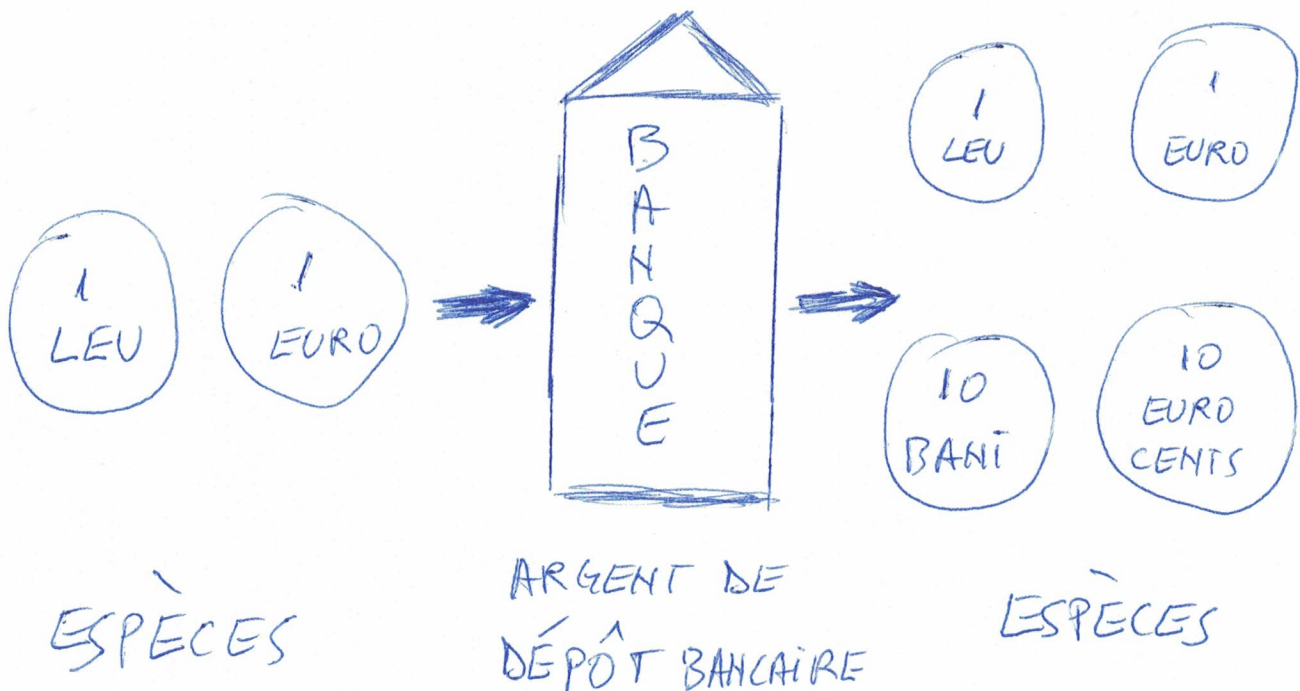 1
LEU
1
EURO
B
A
N
Q
U
E
1
LEU
1
EURO
10
BANI
10
EURO
CENTS
ESPÈCES
ARGENT DE
DÉPÔT BANCAIRE
ESPÈCES